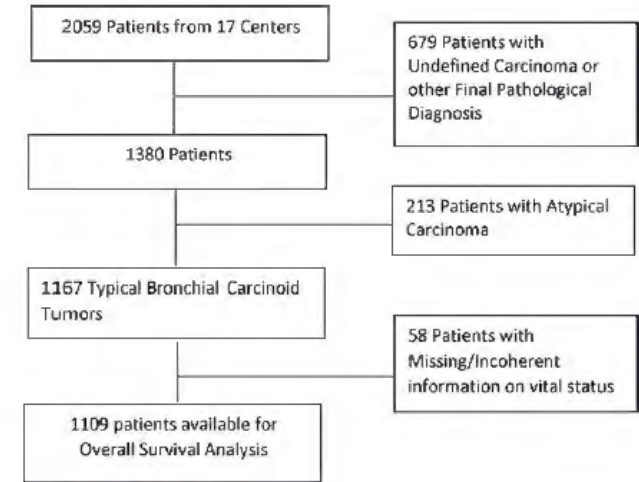 2059 Patients from 17 Centers
679 Patients with
Undefined Carcinoma or
other Final Pathological
Diagnosis
1380 Patients
213 Patients with Atypical
Carcinoma
1167 Typical Bronchial Carcinoid
Tumors
58 Patients with
Missing/Incoherent
information on vital status
1109 patients available for
Overall Survival Analysis